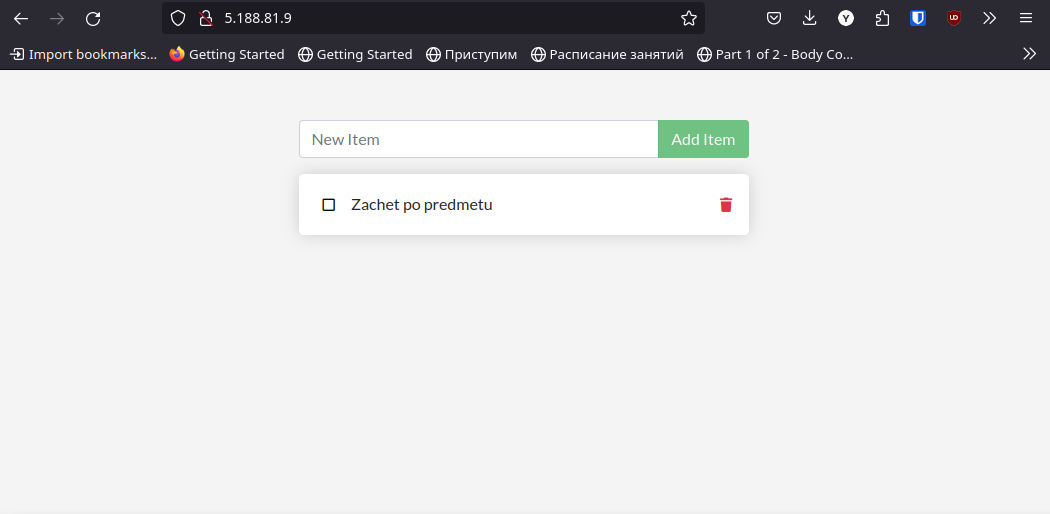 5.188.81.9
Import bookmarks... Getting Started Getting Started Приступим Расписание занятий Part 1 of 2 - Body Co...
New Item Add Item
Zachet po predmetu